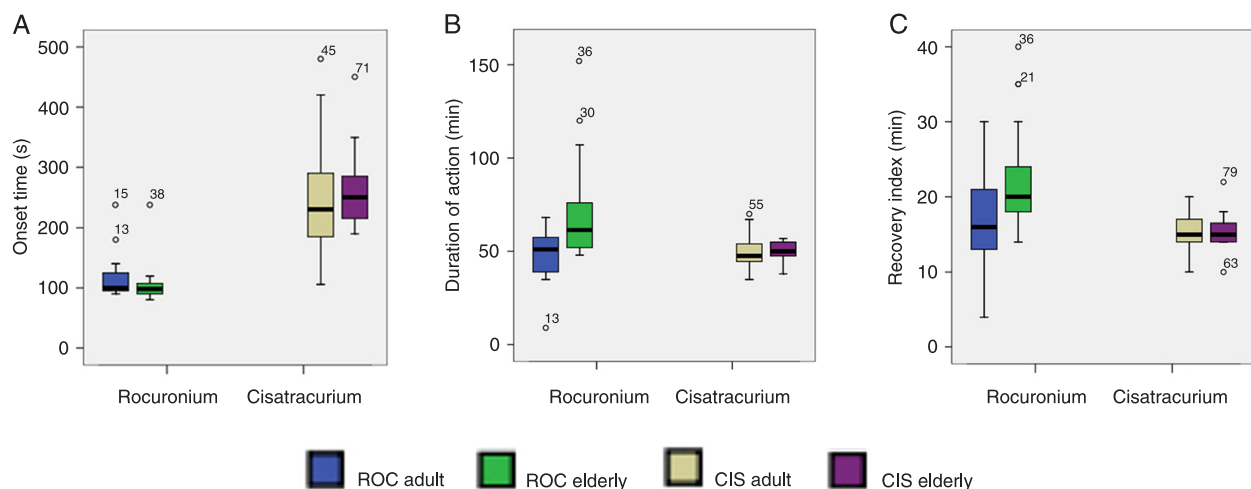 A
Onset time (s)
500
400
300
200
100
0
15
13
38
45
71
Rocuronium
Cisatracurium
B
Duration of action (min)
150
100
50
0
36
30
13
55
Rocuronium
Cisatracurium
C
Recovery index (min)
40
30
20
10
0
36
21
79
63
Rocuronium
Cisatracurium
ROC adult
ROC elderly
CIS adult
CIS elderly